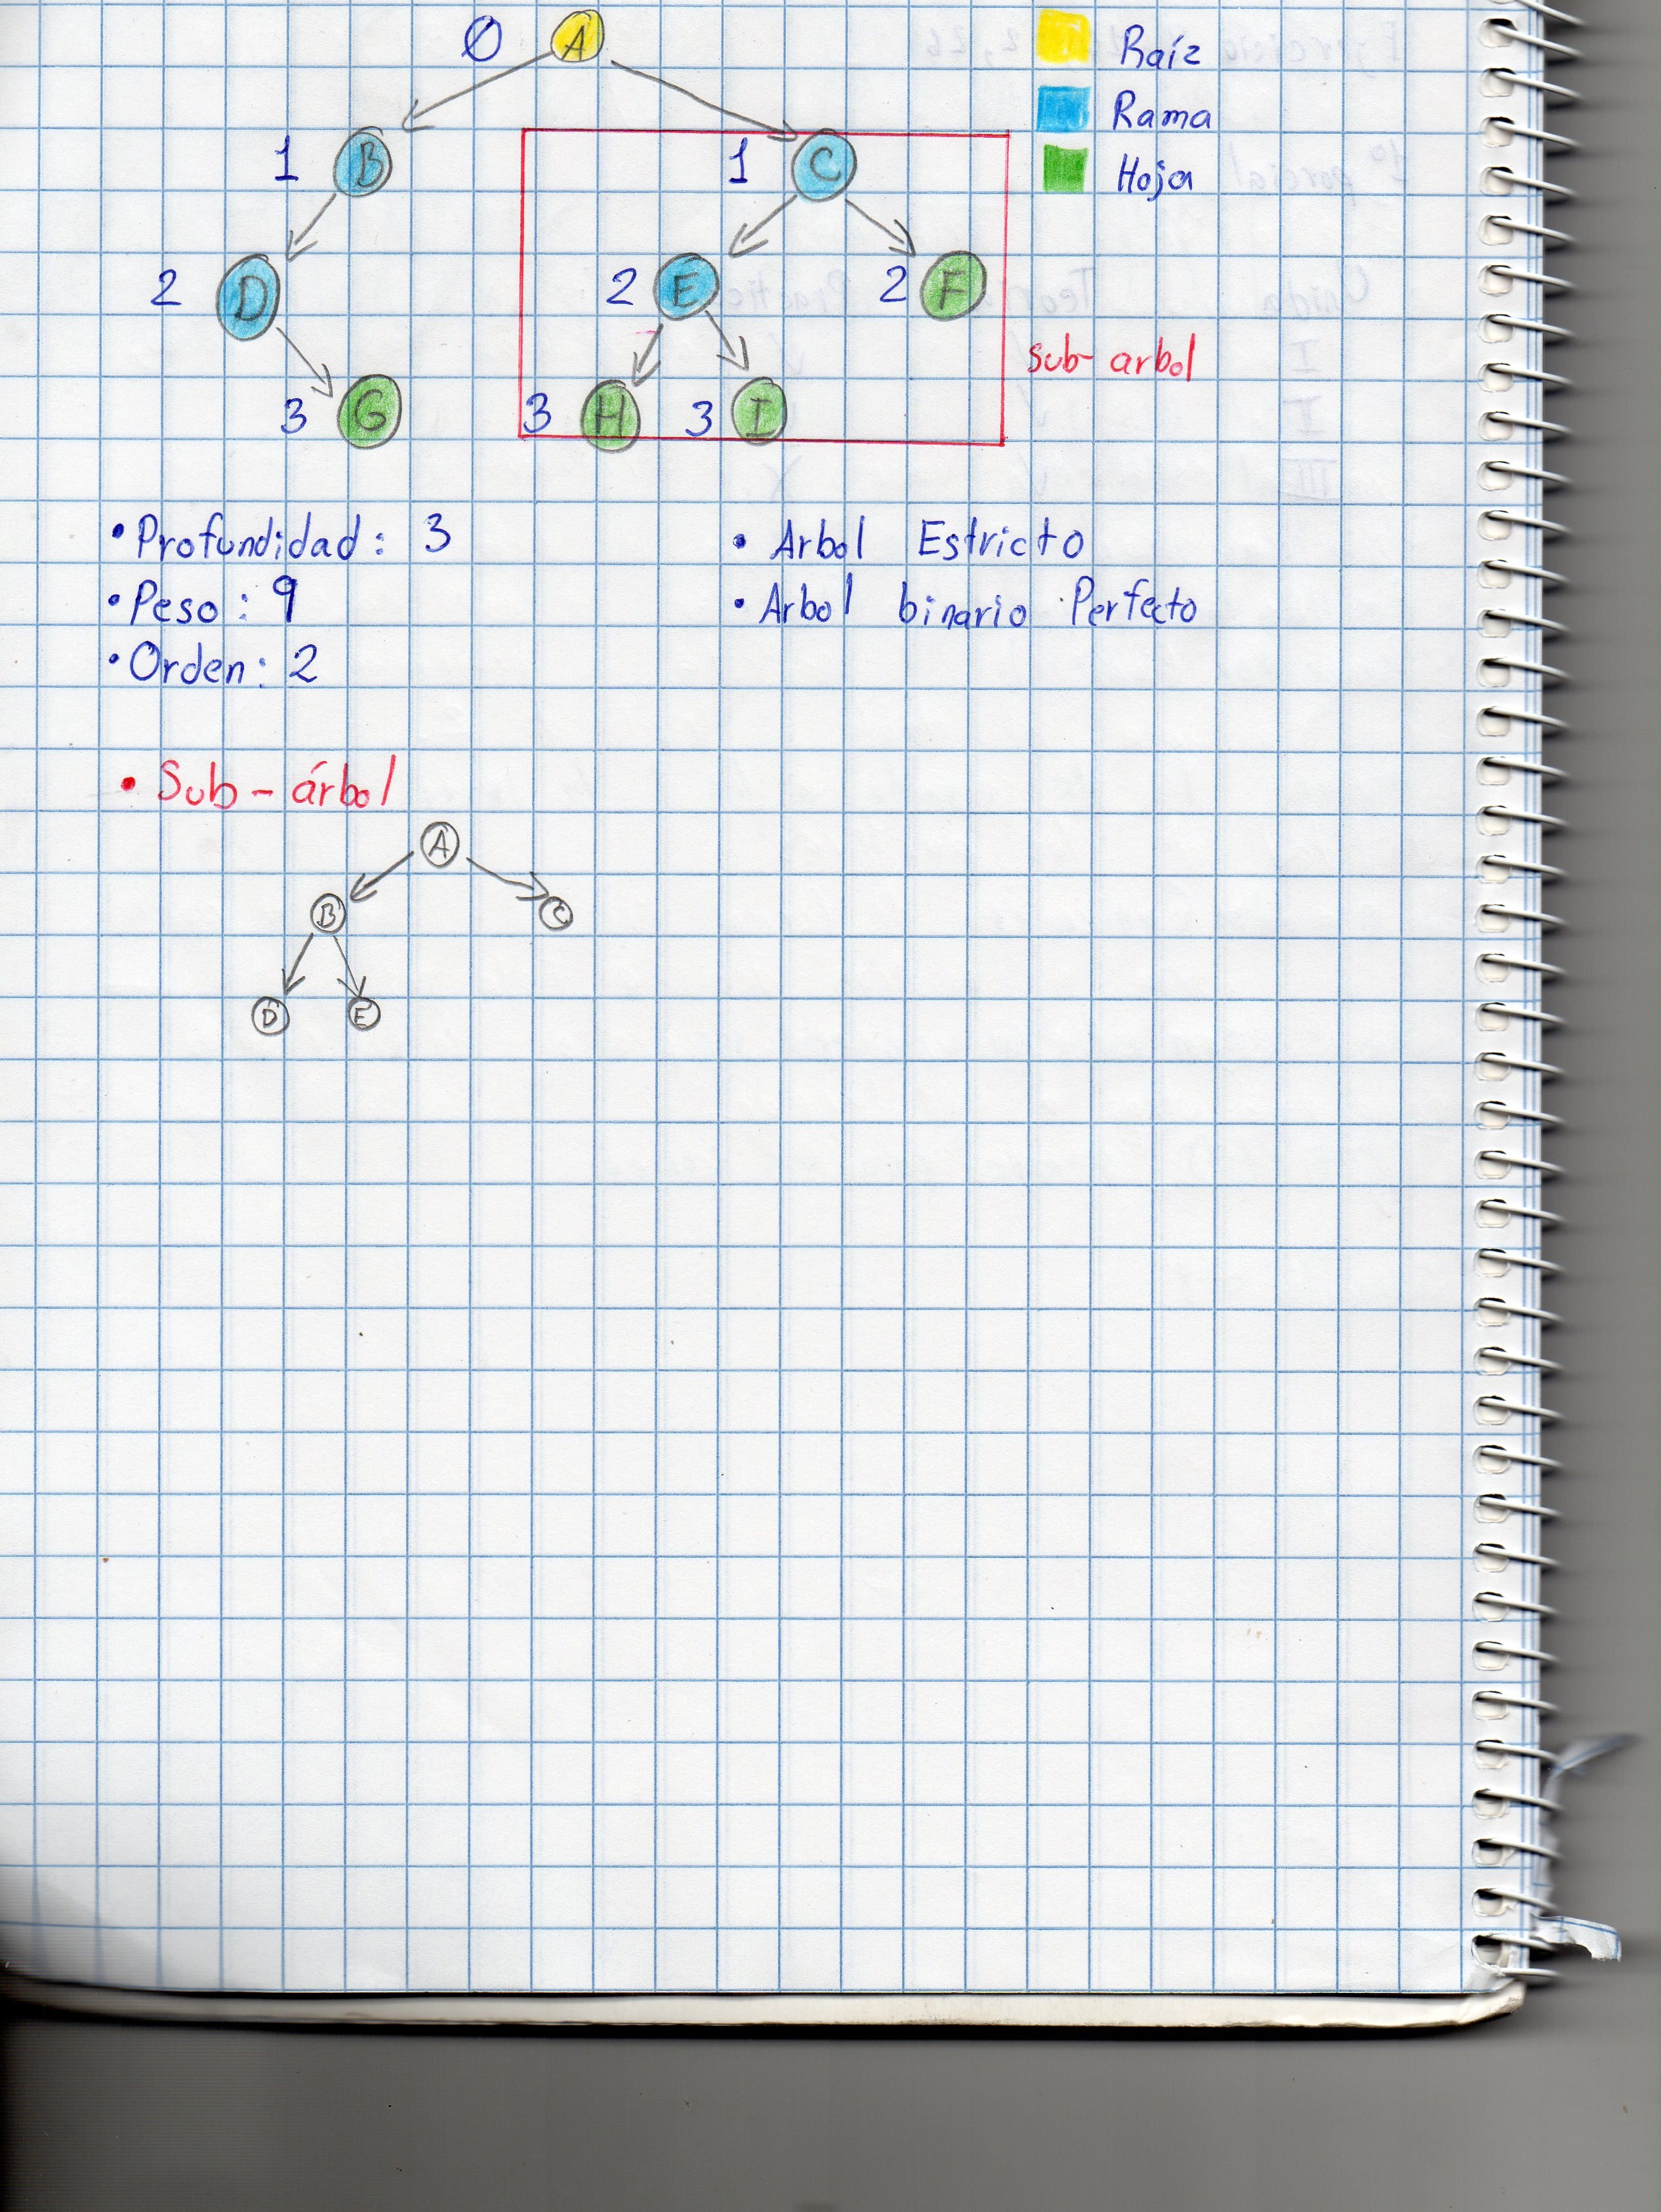 0 A
Raíz
Rama
Hoja
1 B 1 C
2 D 2 E 2 F
sub-arbol
3 G 3 H 3 I
• Profundidad: 3
• Peso: 9
• Orden: 2
• Arbol Estricto
• Arbol binario Perfecto
• Sub-árbol
A
B C
D E